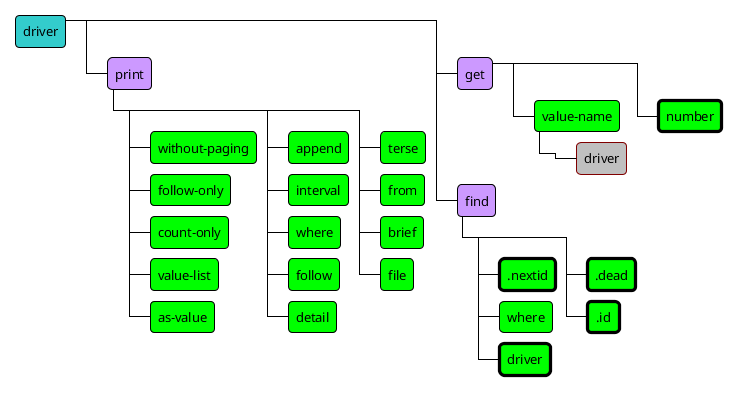 driver
print
without-paging
follow-only
count-only
value-list
as-value
append
interval
where
follow
detail
terse
from
brief
file
get
value-name
driver
number
find
.nextid
where
driver
.dead
.id